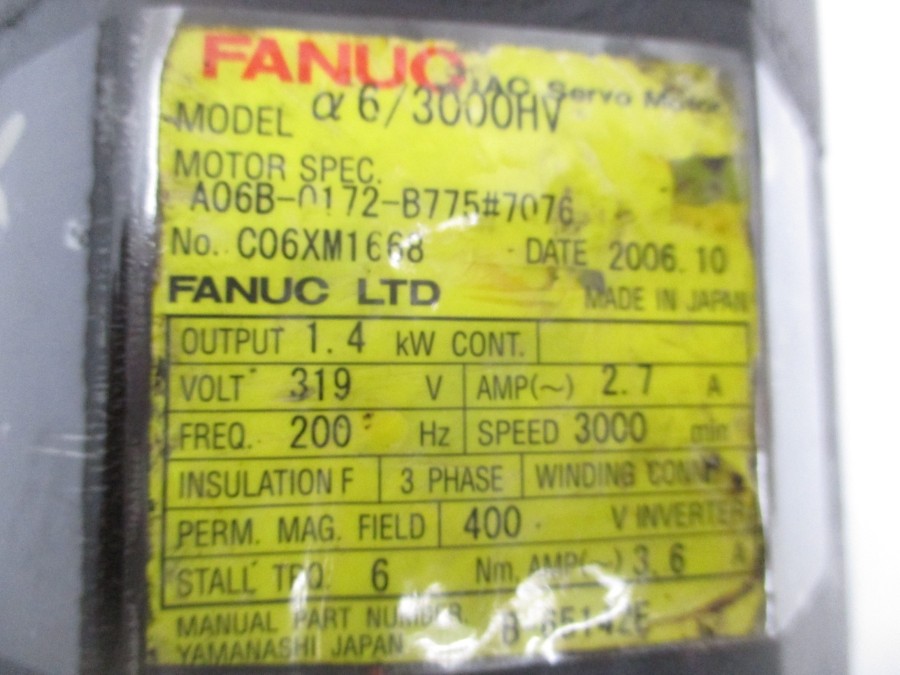 FANUC AC Servo Motor
MODEL α6/3000HV
MOTOR SPEC.
A06B-0172-B775#7076
No. C06XM1668 DATE 2006.10
FANUC LTD MADE IN JAPAN
OUTPUT 1.4 kW CONT.
VOLT 319 V AMP(~) 2.7 A
FREQ. 200 Hz SPEED 3000 min
INSULATION F 3 PHASE WINDING CONN.
PERM. MAG. FIELD 400 V INVERTER
STALL TRQ. 6 Nm. AMP(~) 3.6 A
MANUAL PART NUMBER. B-65142E
YAMANASHI JAPAN